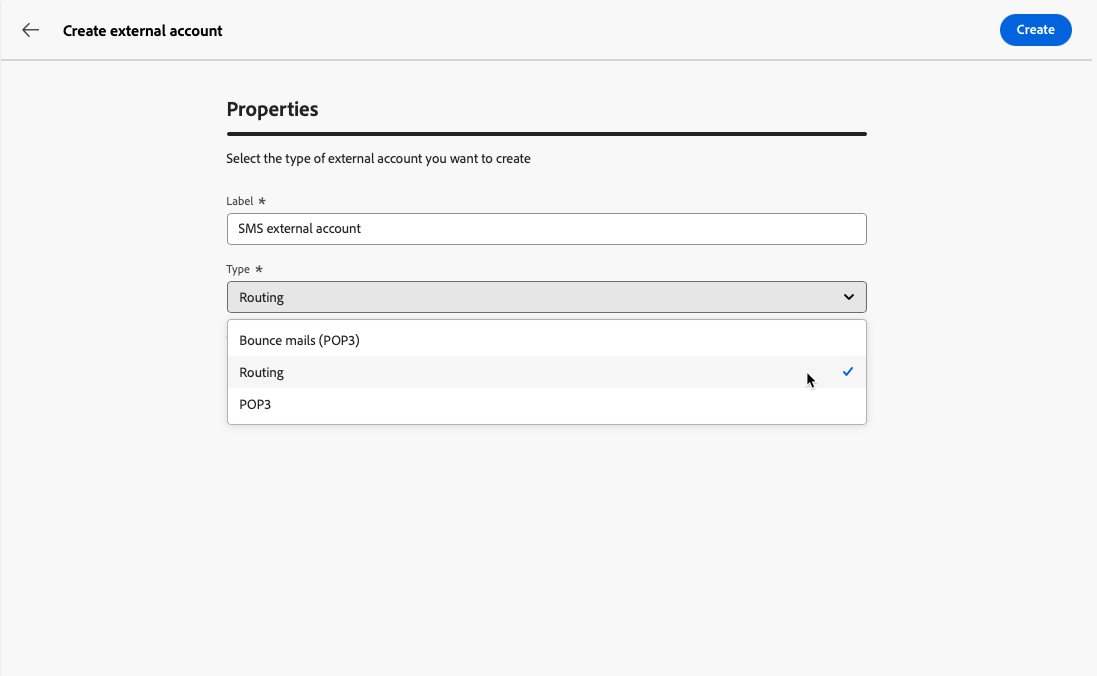 Create external account
Create
Properties
Select the type of external account you want to create
Label *
SMS external account
Type *
Routing
Bounce mails (POP3)
Routing
POP3